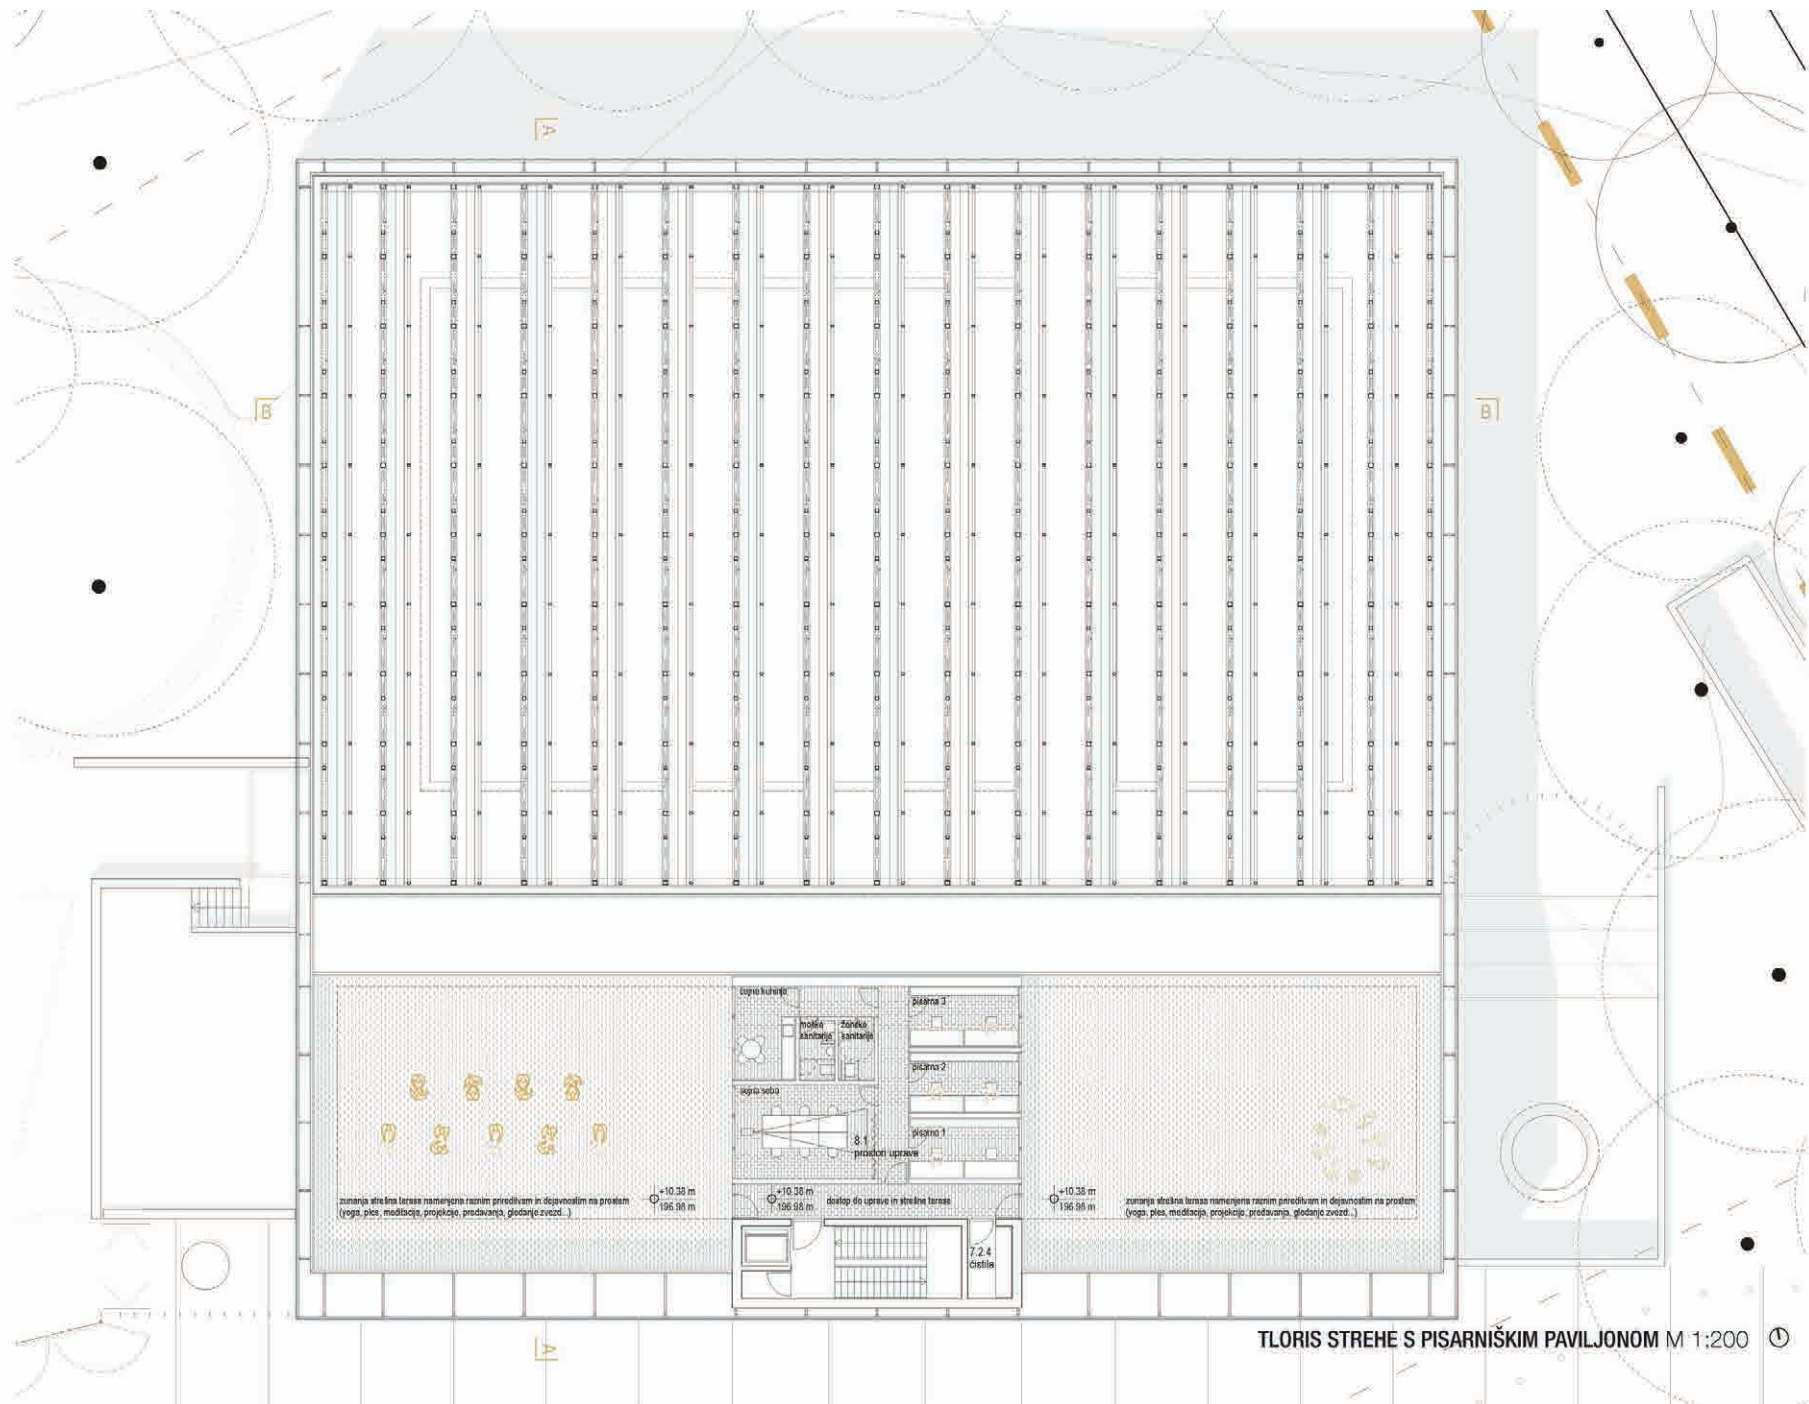 A
B
B
čajna kuhinja
moške
sanitarije
ženske
sanitarije
pisarna 3
pisarna 2
sejna soba
pisarna 1
8.1
prostori uprave
zunanja strešna terasa namenjena raznim prireditvam in dejavnostim na prostem
(yoga, ples, meditacija, projekcije, predavanja, gledanje zvezd...)
+10.38 m
196.98 m
+10.38 m
196.98 m
dostop do uprave in strešne terase
+10.38 m
196.98 m
zunanja strešna terasa namenjena raznim prireditvam in dejavnostim na prostem
(yoga, ples, meditacija, projekcije, predavanja, gledanje zvezd...)
7.2.4
čistila
A
TLORIS STREHE S PISARNIŠKIM PAVILJONOM M 1:200